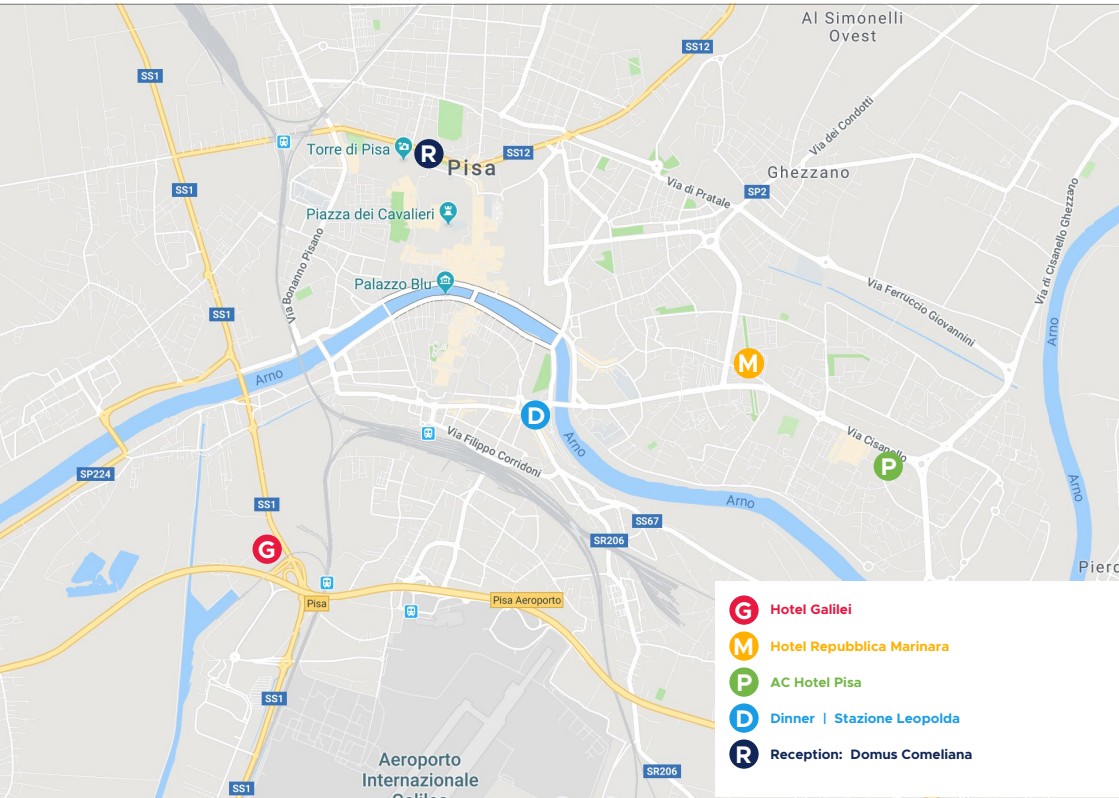 Al Simonelli
Ovest
SS12
SS1
Via dei Condotti
Torre di Pisa
R
Pisa
SS12
Ghezzano
SS1
Via di Pratale
SP2
Piazza dei Cavalieri
Via Bonanno Pisano
Via di Cisanello Ghezzano
Palazzo Blu
Via Ferruccio Giovannini
SS1
Arno
Arno
M
D
Via Filippo Corridoni
Arno
Via Cisanello
P
SP224
Arno
Arno
SS1
SS67
SR206
G
Pierd
Pisa
Pisa Aeroporto
SS1
Aeroporto
Internazionale
SR206
SS1
G Hotel Galilei
M Hotel Repubblica Marinara
P AC Hotel Pisa
D Dinner | Stazione Leopolda
R Reception: Domus Comeliana